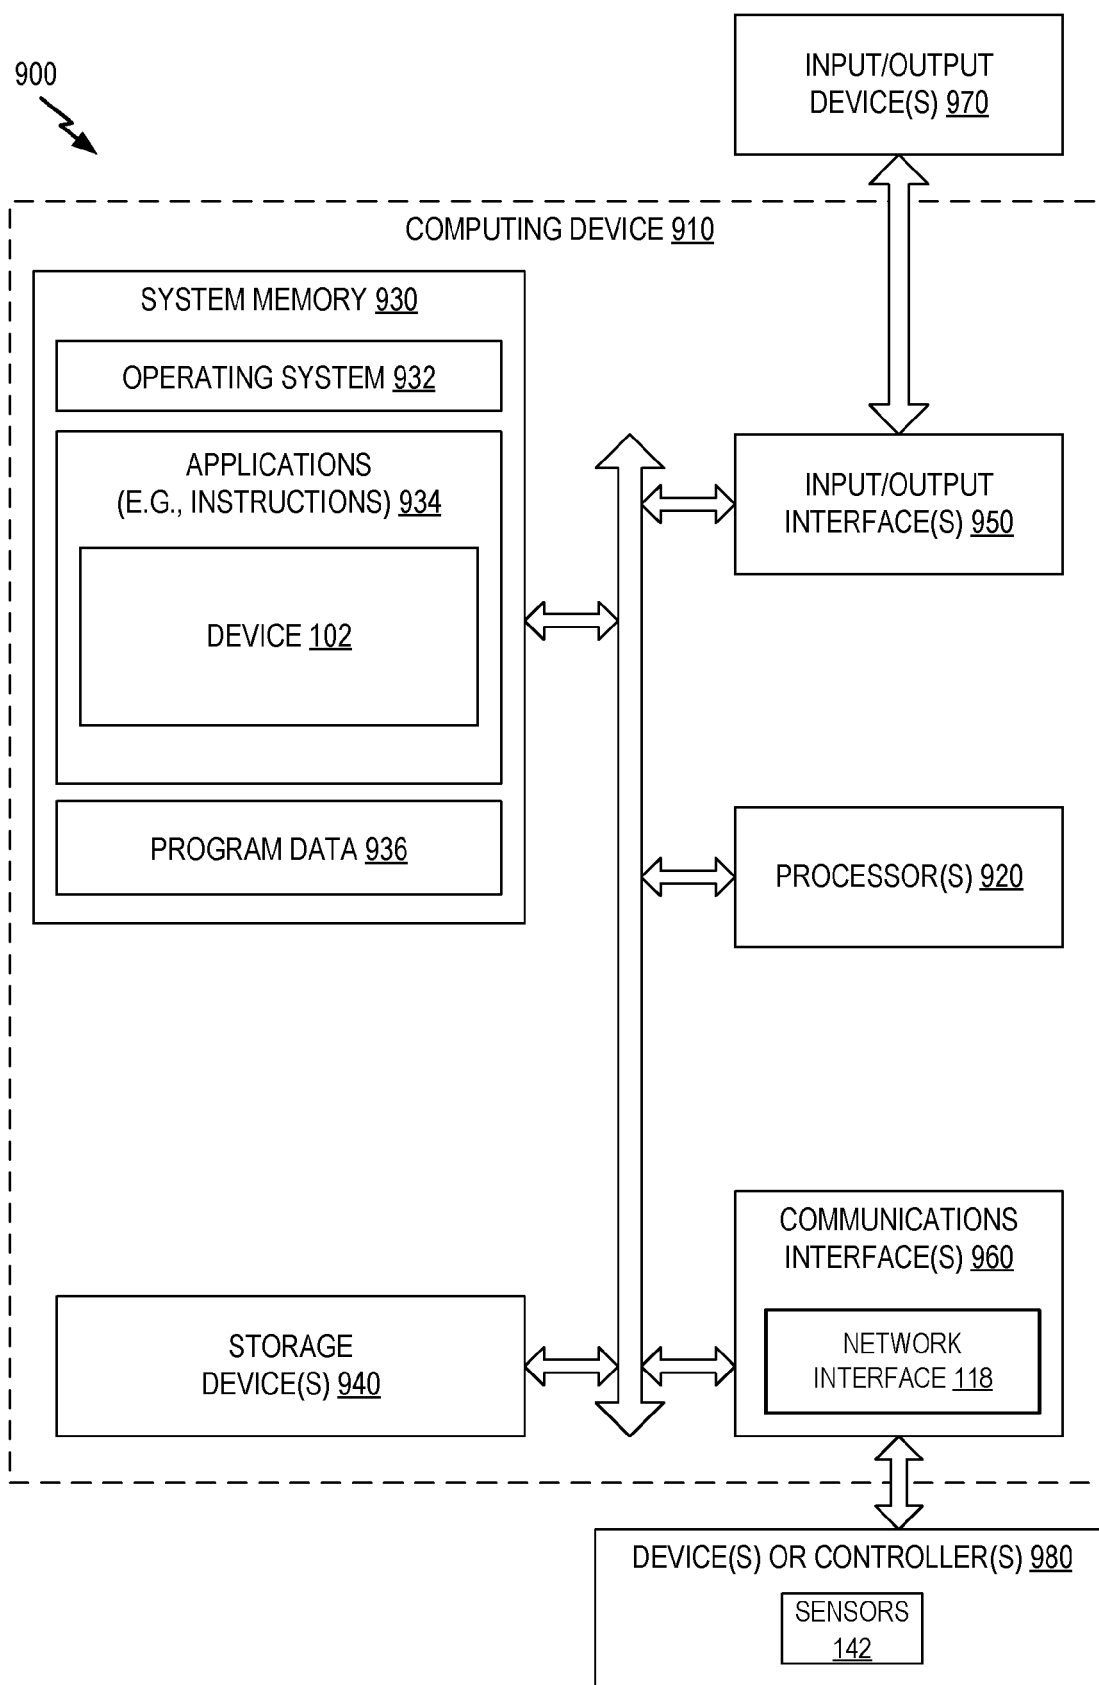 900
INPUT/OUTPUT
DEVICE(S) 970
COMPUTING DEVICE 910
SYSTEM MEMORY 930
OPERATING SYSTEM 932
APPLICATIONS
(E.G., INSTRUCTIONS) 934
DEVICE 102
PROGRAM DATA 936
INPUT/OUTPUT
INTERFACE(S) 950
PROCESSOR(S) 920
STORAGE
DEVICE(S) 940
COMMUNICATIONS
INTERFACE(S) 960
NETWORK
INTERFACE 118
DEVICE(S) OR CONTROLLER(S) 980
SENSORS
142